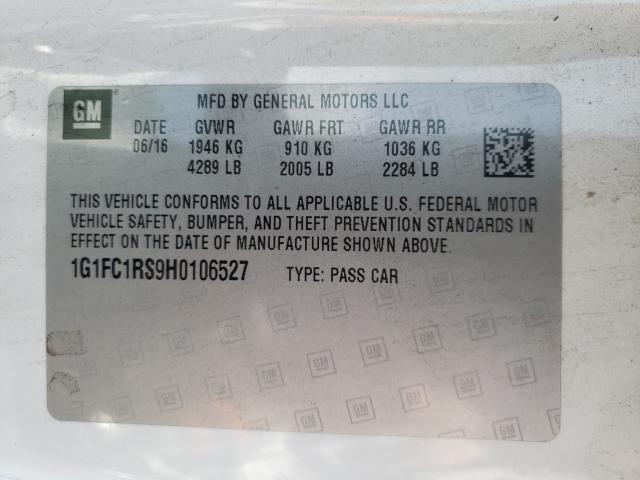 GM
MFD BY GENERAL MOTORS LLC
DATE GVWR GAWR FRT GAWR RR
06/16 1946 KG 910 KG 1036 KG
4289 LB 2005 LB 2284 LB
THIS VEHICLE CONFORMS TO ALL APPLICABLE U.S. FEDERAL MOTOR
VEHICLE SAFETY, BUMPER, AND THEFT PREVENTION STANDARDS IN
EFFECT ON THE DATE OF MANUFACTURE SHOWN ABOVE.
1G1FC1RS9H0106527 TYPE: PASS CAR